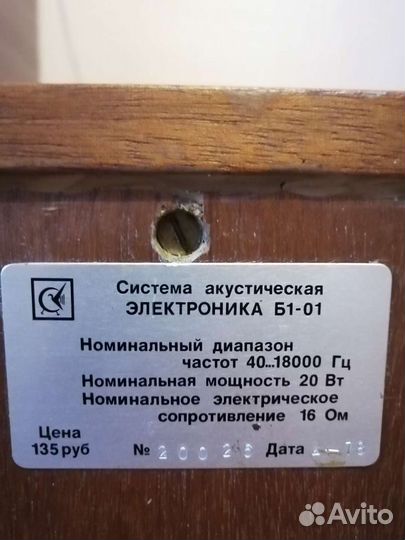 Система акустическая
ЭЛЕКТРОНИКА Б1-01
Номинальный диапазон
частот 40...18000 Гц
Номинальная мощность 20 Вт
Номинальное электрическое
сопротивление 16 Ом
Цена
135 руб № 20026 Дата
Avito